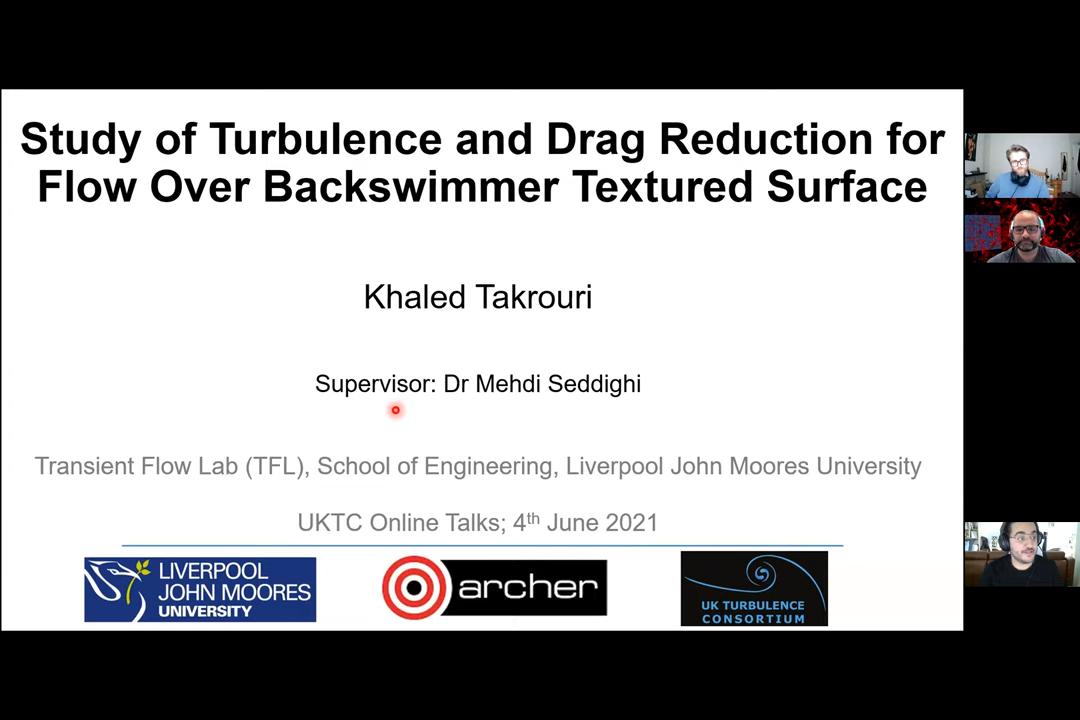 Study of Turbulence and Drag Reduction for
Flow Over Backswimmer Textured Surface
Khaled Takrouri
Supervisor: Dr Mehdi Seddighi
Transient Flow Lab (TFL), School of Engineering, Liverpool John Moores University
UKTC Online Talks; 4th June 2021
LIVERPOOL
JOHN MOORES
UNIVERSITY
archer
UK TURBULENCE
CONSORTIUM